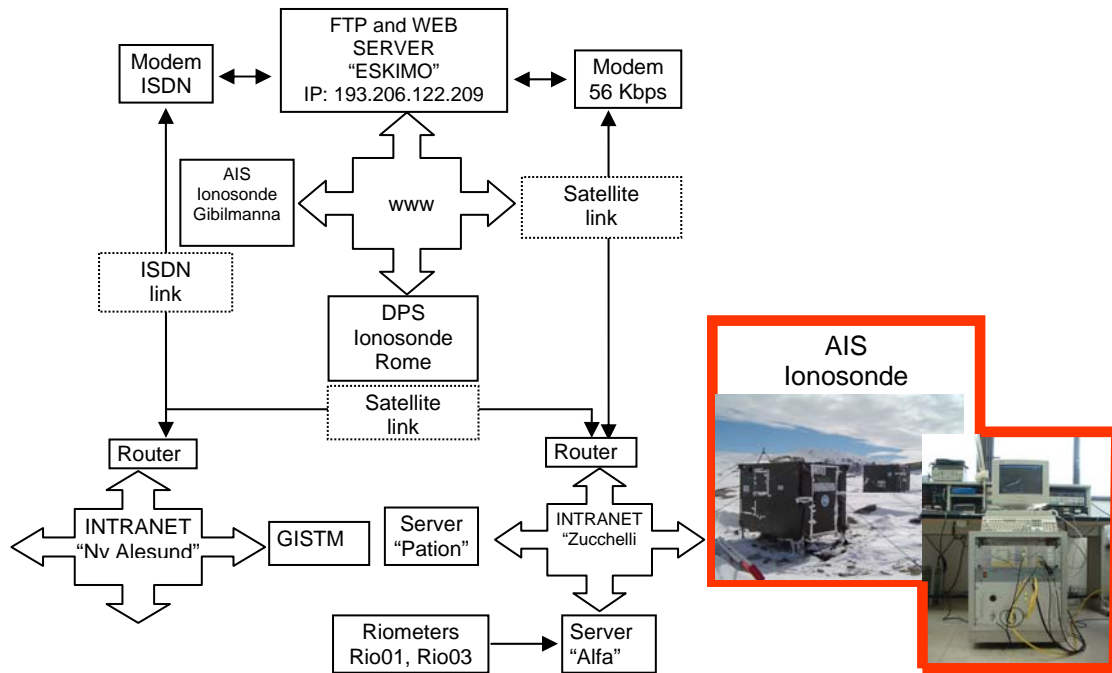 FTP and WEB
SERVER
“ESKIMO”
IP: 193.206.122.209
Modem
ISDN
Modem
56 Kbps
AIS
Ionosonde
Gibilmanna
www
Satellite
link
ISDN
link
DPS
Ionosonde
Rome
Satellite
link
AIS
Ionosonde
Router
Router
INTRANET
“Ny Alesund”
GISTM
Server
“Pation”
INTRANET
“Zucchelli
Riometers
Rio01, Rio03
Server
“Alfa”